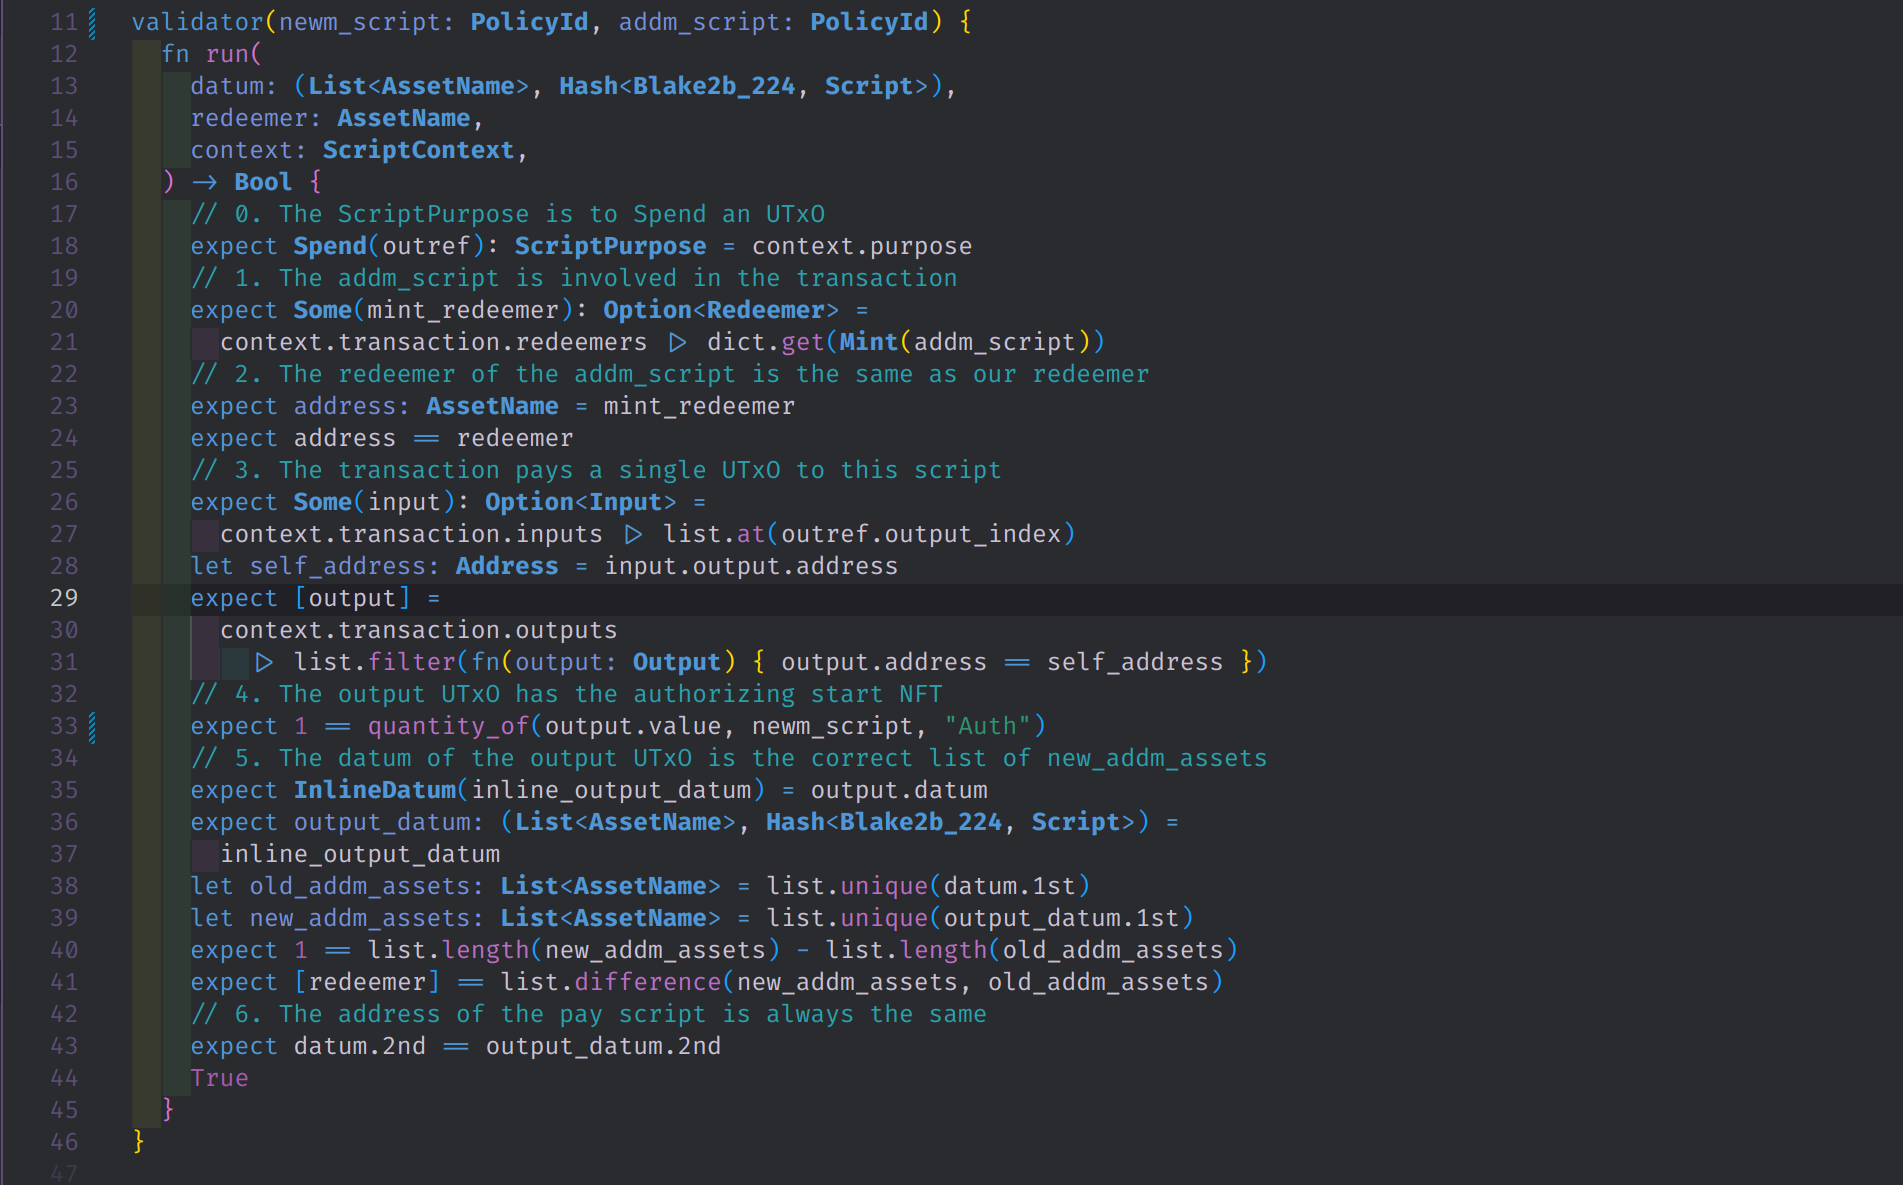 11 validator(newm_script: PolicyId, addm_script: PolicyId) {
12 fn run(
13 datum: (List<AssetName>, Hash<Blake2b_224, Script>),
14 redeemer: AssetName,
15 context: ScriptContext,
16 ) -> Bool {
17 // 0. The ScriptPurpose is to Spend an UTxO
18 expect Spend(outref): ScriptPurpose = context.purpose
19 // 1. The addm_script is involved in the transaction
20 expect Some(mint_redeemer): Option<Redeemer> =
21 context.transaction.redeemers |> dict.get(Mint(addm_script))
22 // 2. The redeemer of the addm_script is the same as our redeemer
23 expect address: AssetName = mint_redeemer
24 expect address == redeemer
25 // 3. The transaction pays a single UTxO to this script
26 expect Some(input): Option<Input> =
27 context.transaction.inputs |> list.at(outref.output_index)
28 let self_address: Address = input.output.address
29 expect [output] =
30 context.transaction.outputs
31 |> list.filter(fn(output: Output) { output.address == self_address })
32 // 4. The output UTxO has the authorizing start NFT
33 expect 1 == quantity_of(output.value, newm_script, "Auth")
34 // 5. The datum of the output UTxO is the correct list of new_addm_assets
35 expect InlineDatum(inline_output_datum) = output.datum
36 expect output_datum: (List<AssetName>, Hash<Blake2b_224, Script>) =
37 inline_output_datum
38 let old_addm_assets: List<AssetName> = list.unique(datum.1st)
39 let new_addm_assets: List<AssetName> = list.unique(output_datum.1st)
40 expect 1 == list.length(new_addm_assets) - list.length(old_addm_assets)
41 expect [redeemer] == list.difference(new_addm_assets, old_addm_assets)
42 // 6. The address of the pay script is always the same
43 expect datum.2nd == output_datum.2nd
44 True
45 }
46 }
47